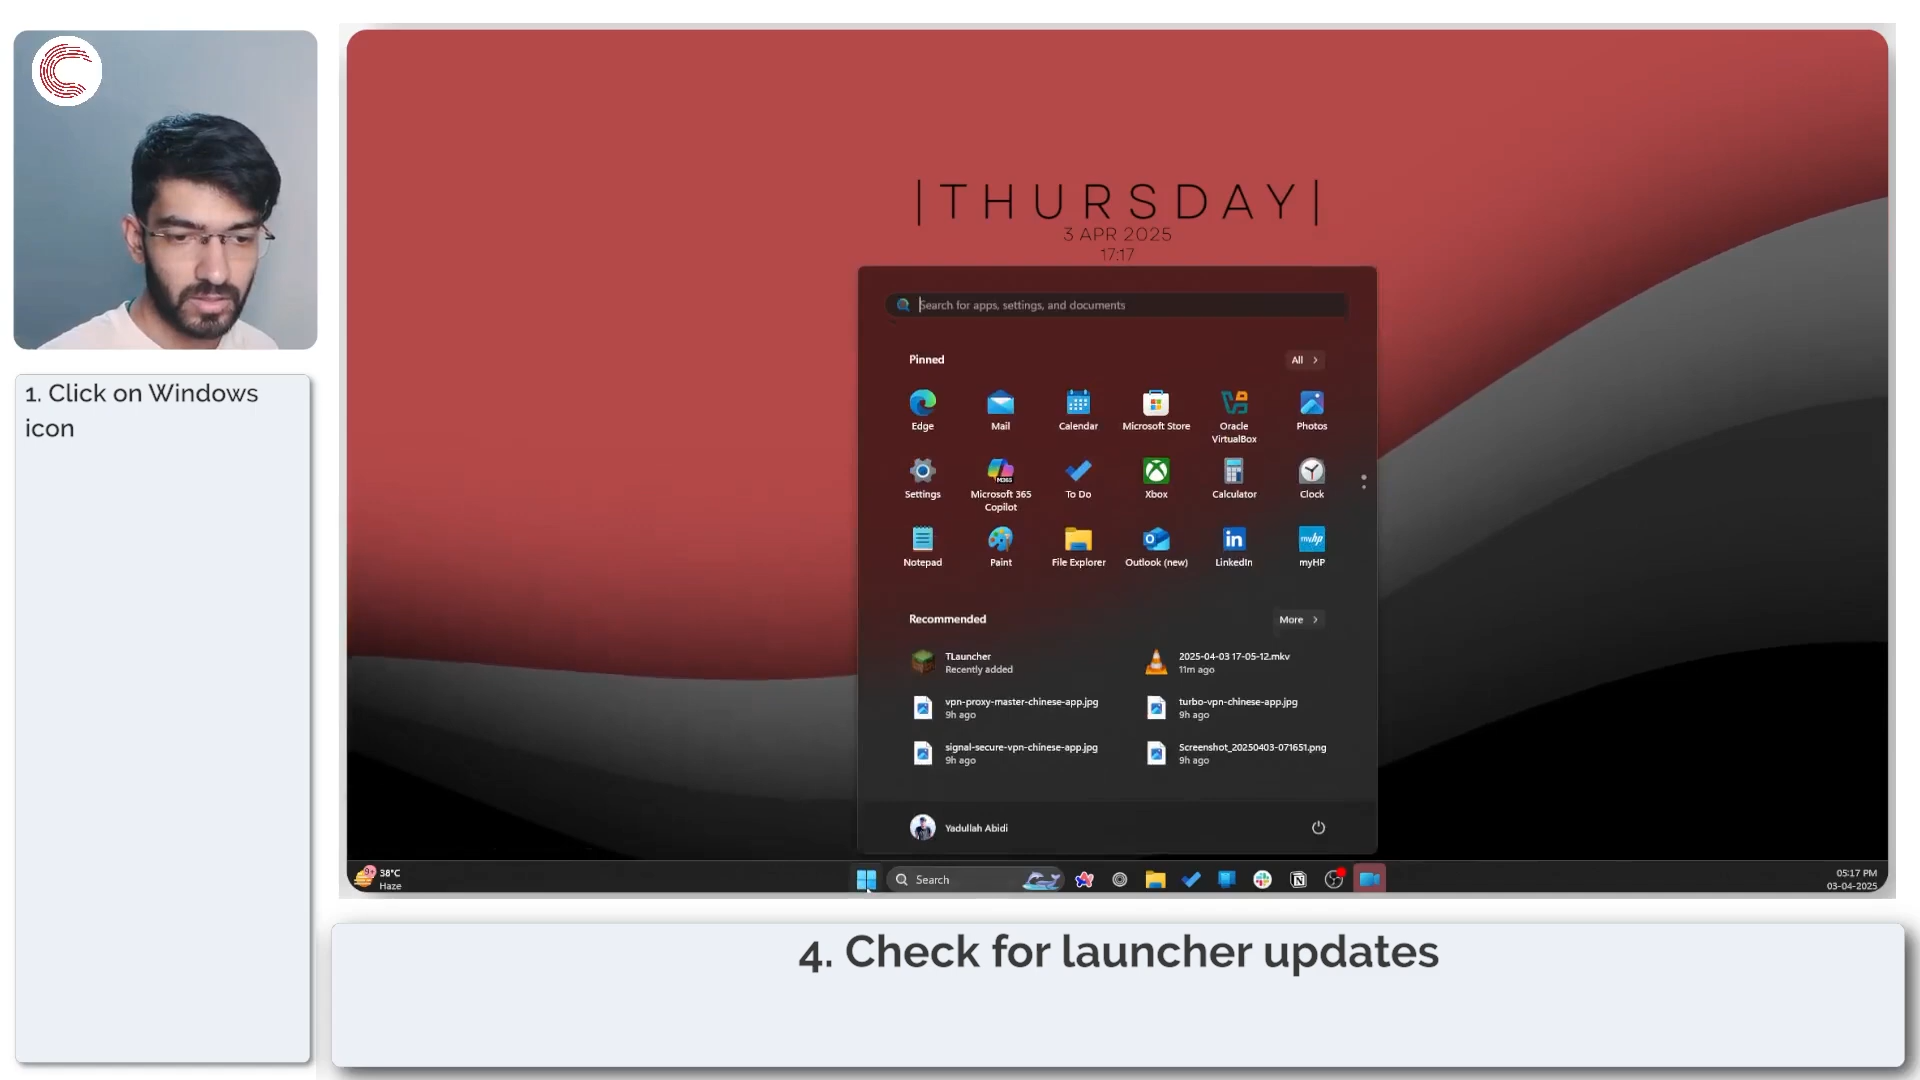 1. Click on Windows
icon
|THURSDAY|
3 APR 2025
17:17
Search for apps, settings, and documents
Pinned
All
Edge
Mail
Calendar
Microsoft Store
Oracle
VirtualBox
Photos
Settings
Microsoft 365
Copilot
To Do
Xbox
Calculator
Clock
Notepad
Paint
File Explorer
Outlook (new)
LinkedIn
myHP
Recommended
More
TLauncher
Recently added
2025-04-03 17-05-12.mkv
11m ago
vpn-proxy-master-chinese-app.jpg
9h ago
turbo-vpn-chinese-app.jpg
9h ago
signal-secure-vpn-chinese-app.jpg
9h ago
Screenshot_20250403-071651.png
9h ago
Yadullah Abidi
9+
38°C
Haze
Search
05:17 PM
03-04-2025
4. Check for launcher updates